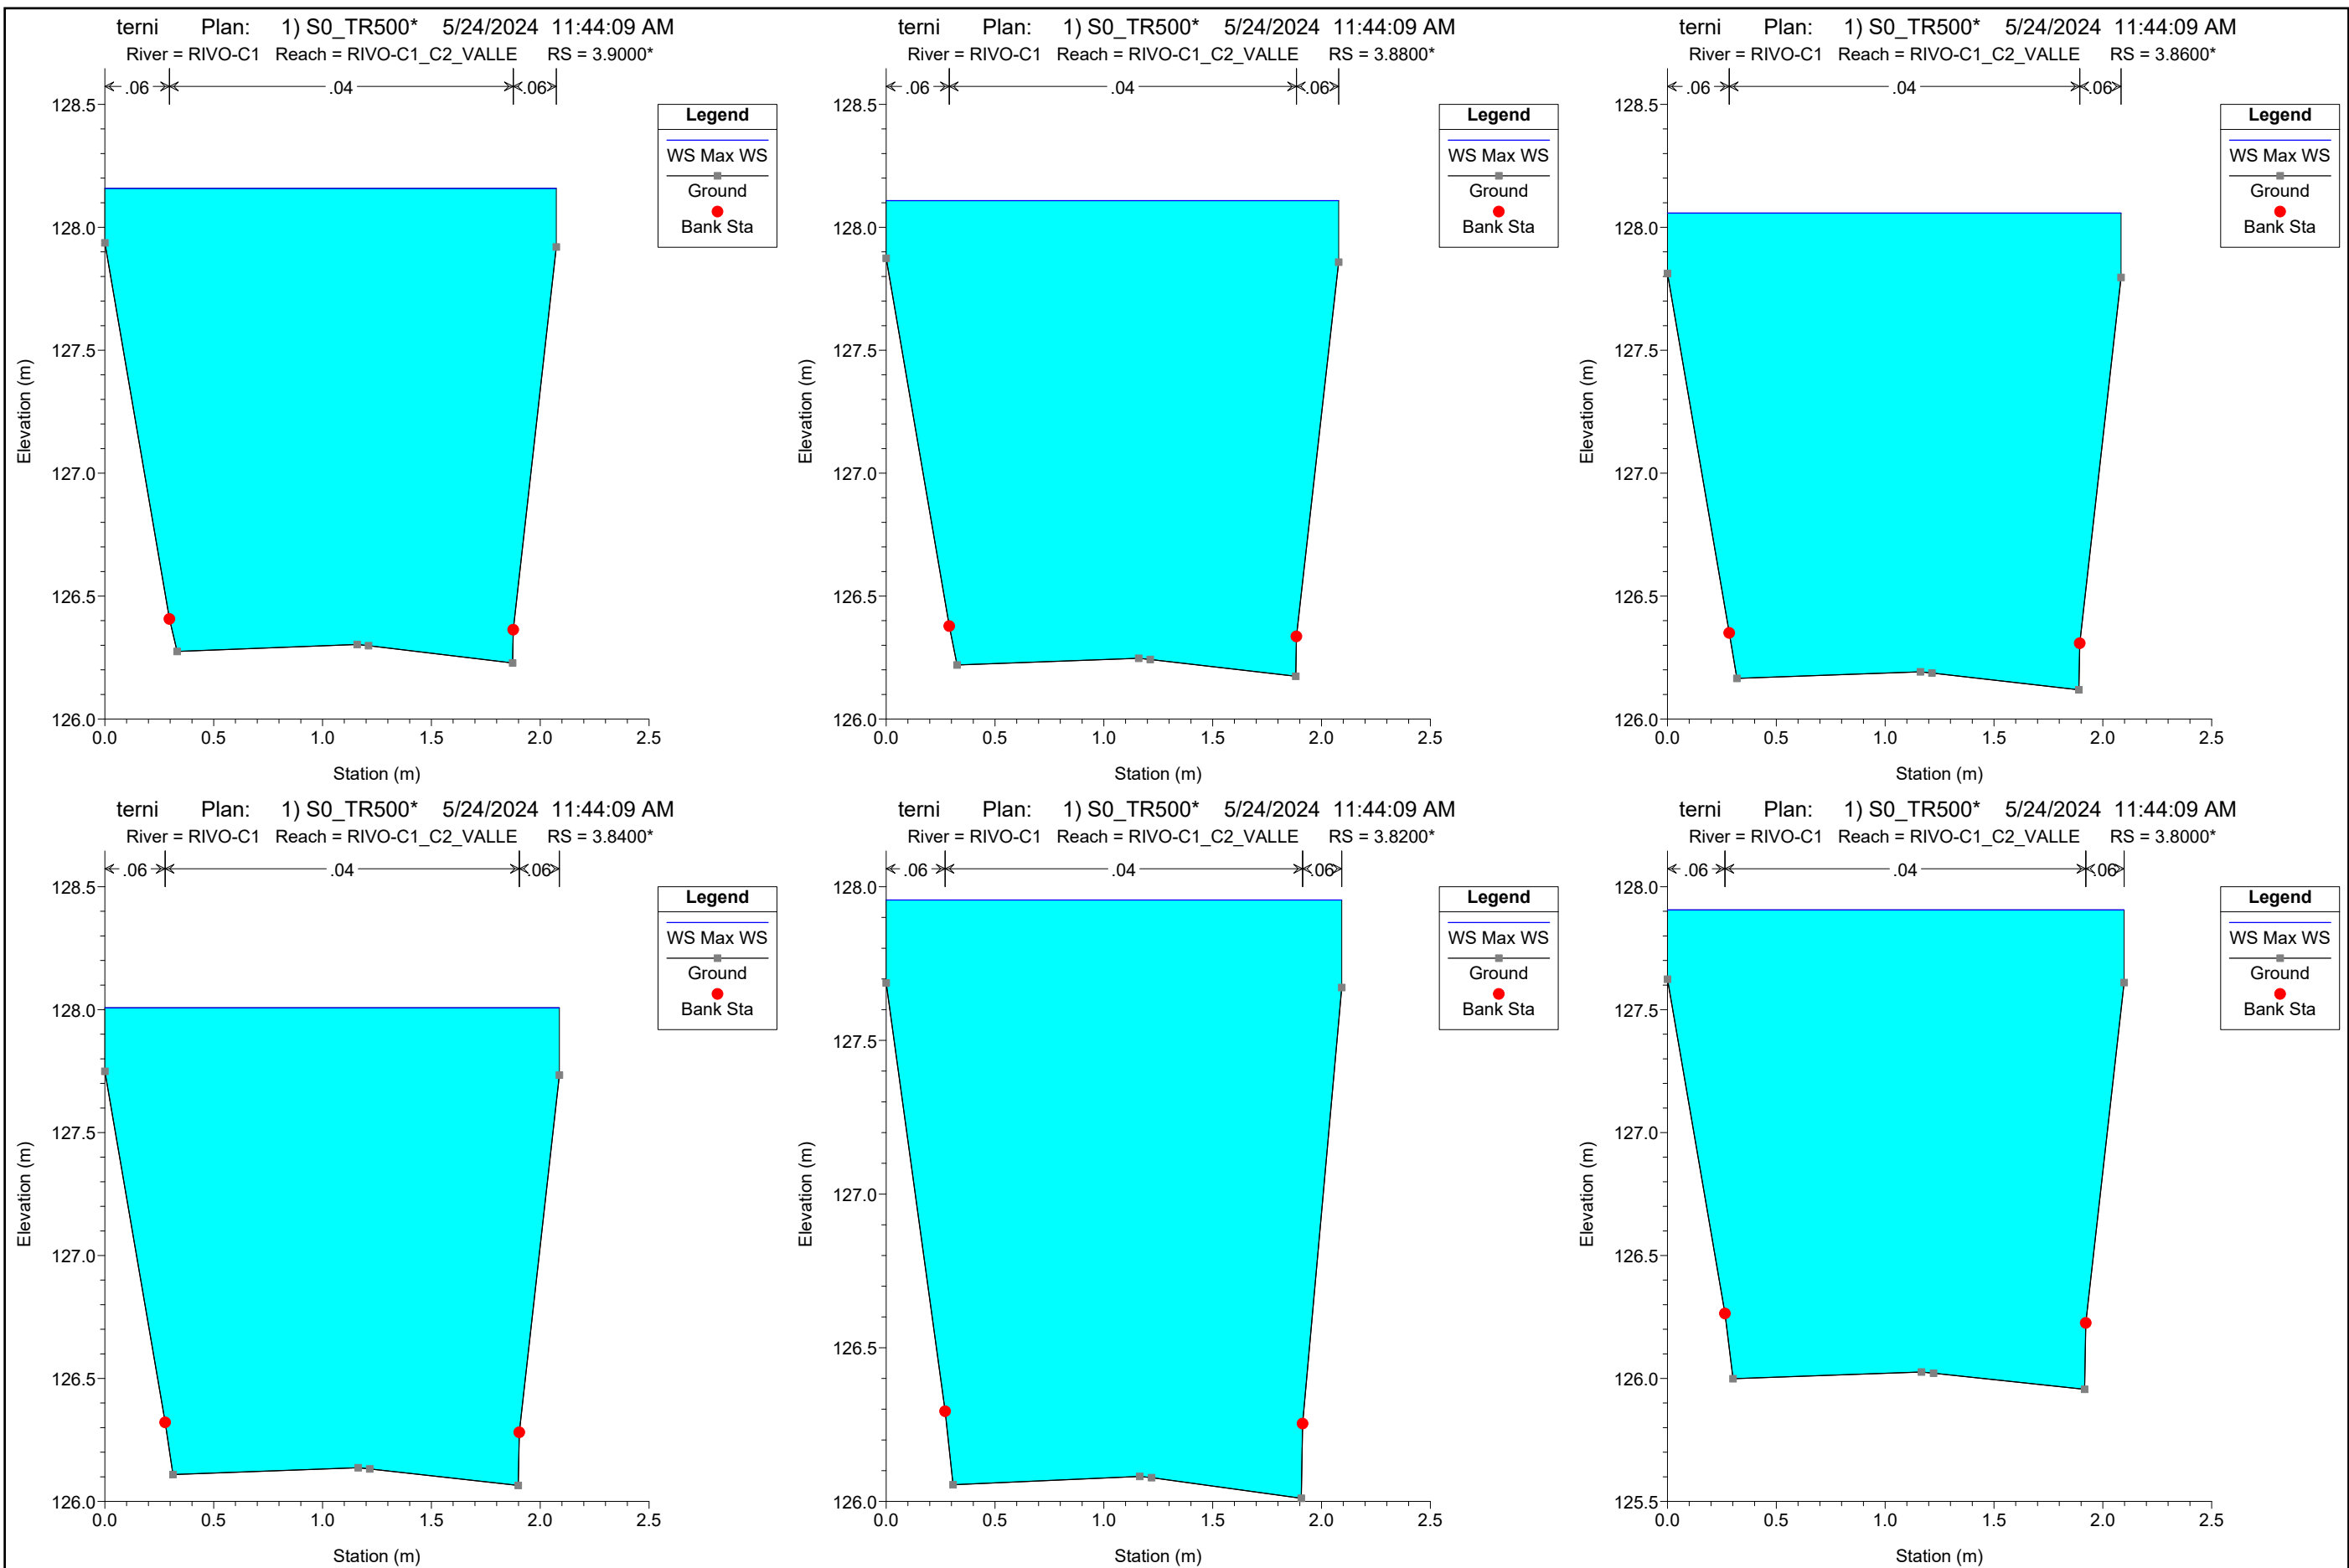 terni Plan: 1) S0_TR500* 5/24/2024 11:44:09 AM
River = RIVO-C1 Reach = RIVO-C1_C2_VALLE RS = 3.9000*
.06 .04 .06
128.5
128.0
127.5
127.0
126.5
126.0
0.0 0.5 1.0 1.5 2.0 2.5
Station (m)
Elevation (m)
Legend
WS Max WS
Ground
Bank Sta
terni Plan: 1) S0_TR500* 5/24/2024 11:44:09 AM
River = RIVO-C1 Reach = RIVO-C1_C2_VALLE RS = 3.8800*
.06 .04 .06
128.5
128.0
127.5
127.0
126.5
126.0
0.0 0.5 1.0 1.5 2.0 2.5
Station (m)
Elevation (m)
Legend
WS Max WS
Ground
Bank Sta
terni Plan: 1) S0_TR500* 5/24/2024 11:44:09 AM
River = RIVO-C1 Reach = RIVO-C1_C2_VALLE RS = 3.8600*
.06 .04 .06
128.5
128.0
127.5
127.0
126.5
126.0
0.0 0.5 1.0 1.5 2.0 2.5
Station (m)
Elevation (m)
Legend
WS Max WS
Ground
Bank Sta
terni Plan: 1) S0_TR500* 5/24/2024 11:44:09 AM
River = RIVO-C1 Reach = RIVO-C1_C2_VALLE RS = 3.8400*
.06 .04 .06
128.5
128.0
127.5
127.0
126.5
126.0
0.0 0.5 1.0 1.5 2.0 2.5
Station (m)
Elevation (m)
Legend
WS Max WS
Ground
Bank Sta
terni Plan: 1) S0_TR500* 5/24/2024 11:44:09 AM
River = RIVO-C1 Reach = RIVO-C1_C2_VALLE RS = 3.8200*
.06 .04 .06
128.0
127.5
127.0
126.5
126.0
0.0 0.5 1.0 1.5 2.0 2.5
Station (m)
Elevation (m)
Legend
WS Max WS
Ground
Bank Sta
terni Plan: 1) S0_TR500* 5/24/2024 11:44:09 AM
River = RIVO-C1 Reach = RIVO-C1_C2_VALLE RS = 3.8000*
.06 .04 .06
128.0
127.5
127.0
126.5
126.0
125.5
0.0 0.5 1.0 1.5 2.0 2.5
Station (m)
Elevation (m)
Legend
WS Max WS
Ground
Bank Sta